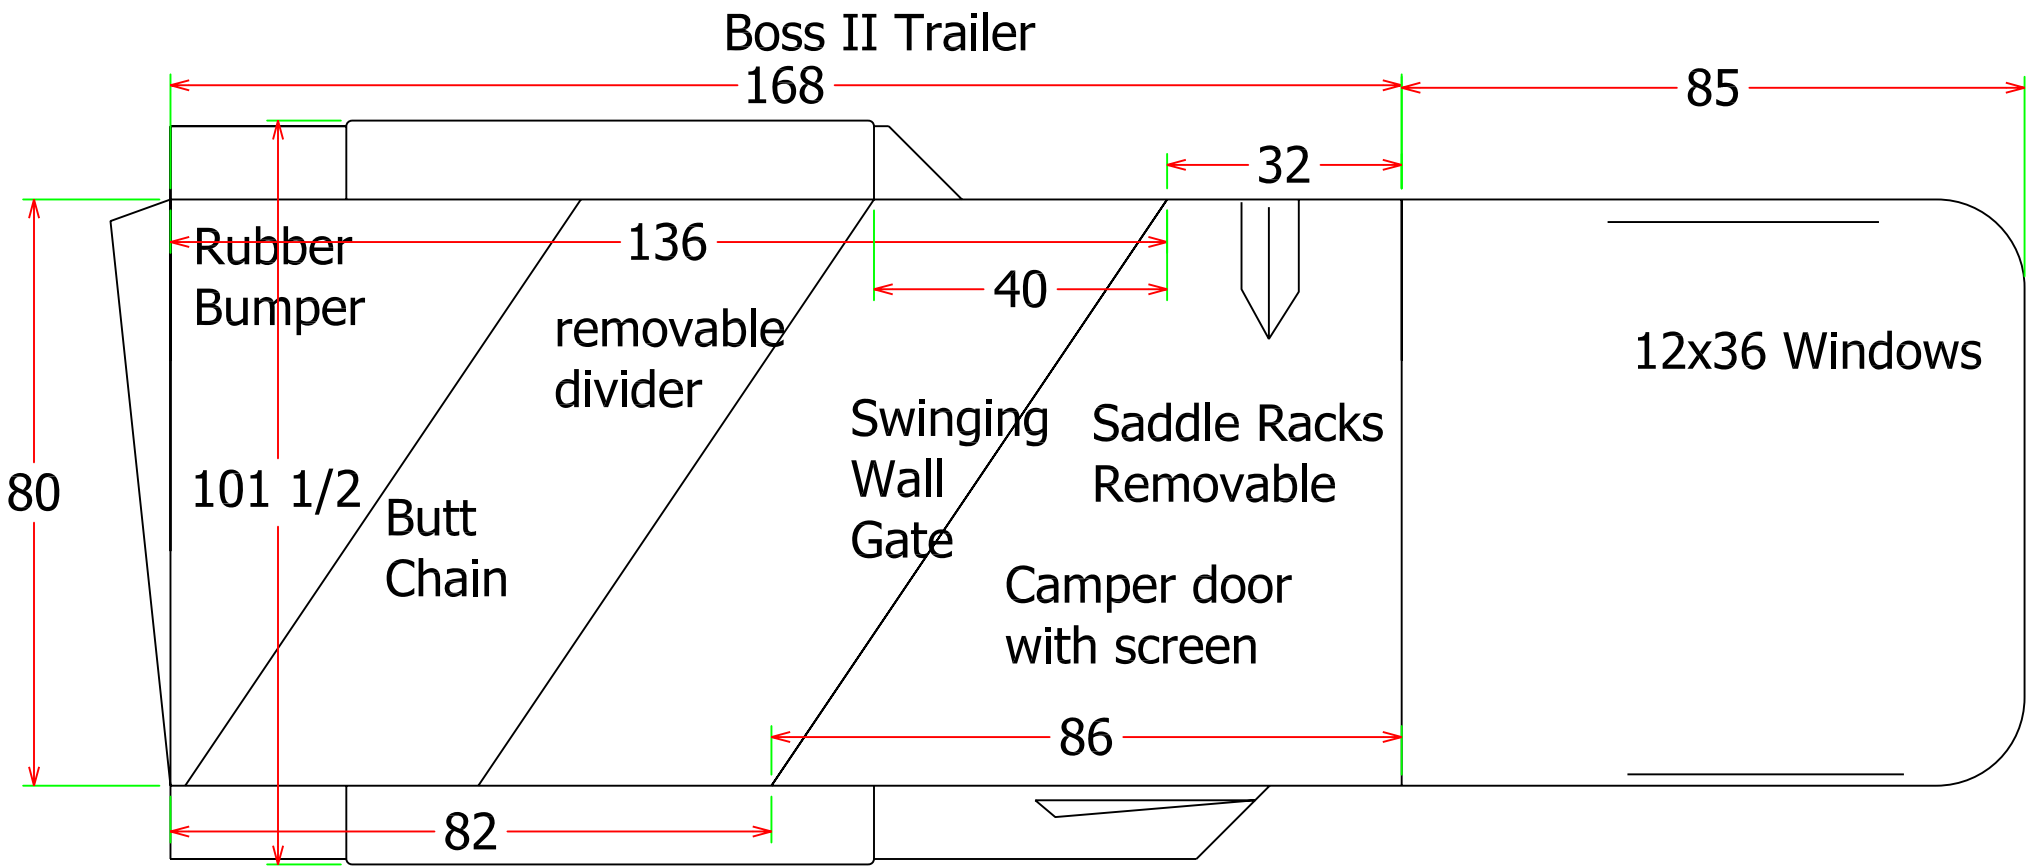 Boss II Trailer
168
85
32
Rubber
Bumper
136
40
removable
divider
12x36 Windows
Swinging
Wall
Gate
Saddle Racks
Removable
80
101 1/2
Butt
Chain
Camper door
with screen
86
82